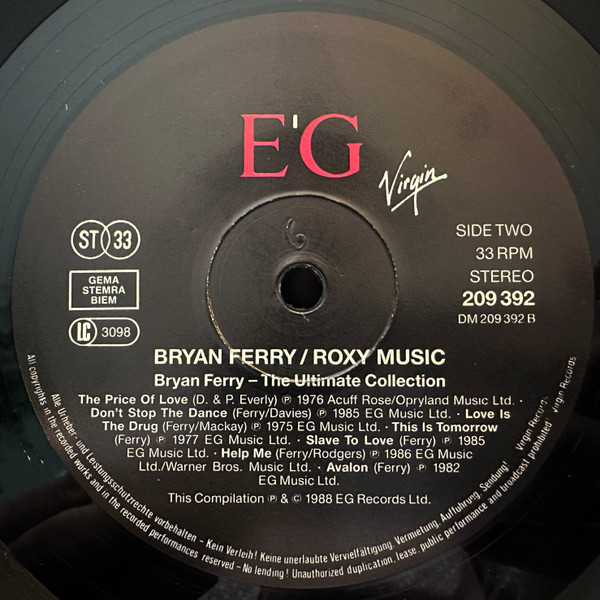 E'G
Virgin
ST 33
GEMA
STEMRA
BIEM
LC 3098
SIDE TWO
33 RPM
STEREO
209 392
DM 209 392 B
6
BRYAN FERRY / ROXY MUSIC
Bryan Ferry – The Ultimate Collection
The Price Of Love (D. & P. Everly) ℗ 1976 Acuff Rose/Opryland Music Ltd. ·
Don't Stop The Dance (Ferry/Davies) ℗ 1985 EG Music Ltd. · Love Is
The Drug (Ferry/Mackay) ℗ 1975 EG Music Ltd. · This Is Tomorrow
(Ferry) ℗ 1977 EG Music Ltd. · Slave To Love (Ferry) ℗ 1985
EG Music Ltd. · Help Me (Ferry/Rodgers) ℗ 1986 EG Music
Ltd./Warner Bros. Music Ltd. · Avalon (Ferry) ℗ 1982
EG Music Ltd.
This Compilation ℗ & © 1988 EG Records Ltd.
Alle Urheber- und Leistungsschutzrechte vorbehalten – Kein Verleih! Keine unerlaubte Vervielfältigung, Vermietung, Aufführung, Sendung! Virgin Records
All copyrights in the recorded works and in the recorded performances reserved – No lending! Unauthorized duplication, lease, public performance and broadcast prohibited Virgin Records